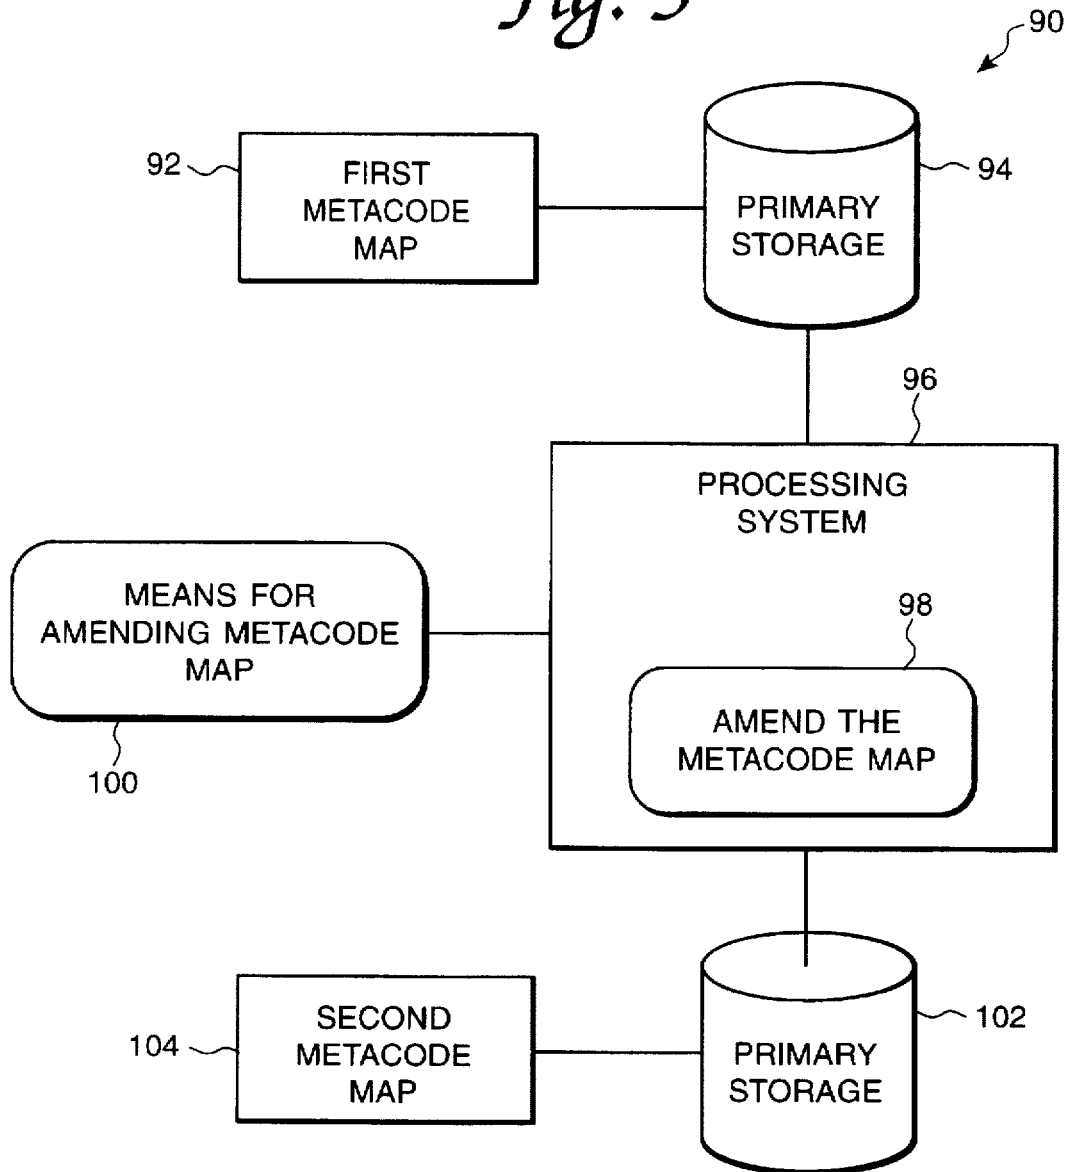 Fig. 5
90
92
FIRST
METACODE
MAP
PRIMARY
STORAGE
94
96
PROCESSING
SYSTEM
MEANS FOR
AMENDING METACODE
MAP
100
98
AMEND THE
METACODE MAP
104
SECOND
METACODE
MAP
PRIMARY
STORAGE
102